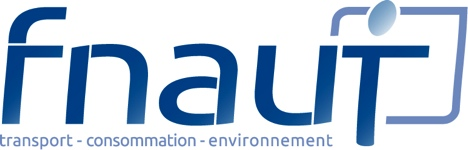 fnaut
transport - consommation - environnement